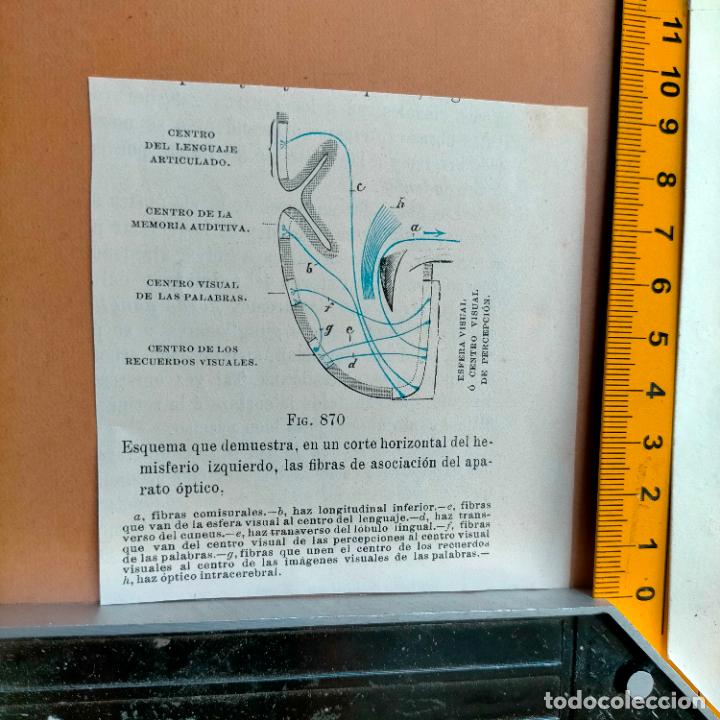 CENTRO
DEL LENGUAJE
ARTICULADO.
CENTRO DE LA
MEMORIA AUDITIVA.
CENTRO VISUAL
DE LAS PALABRAS.
CENTRO DE LOS
RECUERDOS VISUALES.
c
h
a
b
f
g
e
d
ESFERA VISUAL
Ó CENTRO VISUAL
DE PERCEPCIÓN.
FIG. 870
Esquema que demuestra, en un corte horizontal del he-
misferio izquierdo, las fibras de asociación del apa-
rato óptico.
a, fibras comisurales.—b, haz longitudinal inferior.—c, fibras
que van de la esfera visual al centro del lenguaje.—d, haz trans-
verso del cuneus.—e, haz transverso del lóbulo lingual.—f, fibras
que van del centro visual de las percepciones al centro visual
de las palabras.—g, fibras que unen el centro de los recuerdos
visuales al centro de las imágenes visuales de las palabras.—
h, haz óptico intracerebral.
11
10
9
8
7
6
5
4
3
2
1
0
todocoleccion
todocoleccion.net